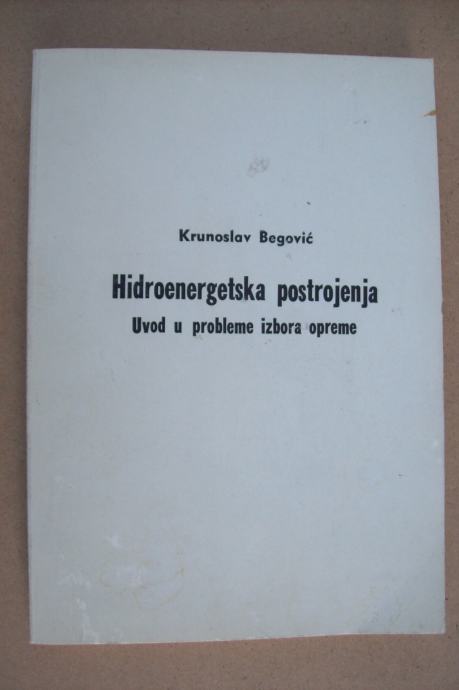 Krunoslav Begović
Hidroenergetska postrojenja
Uvod u probleme izbora opreme